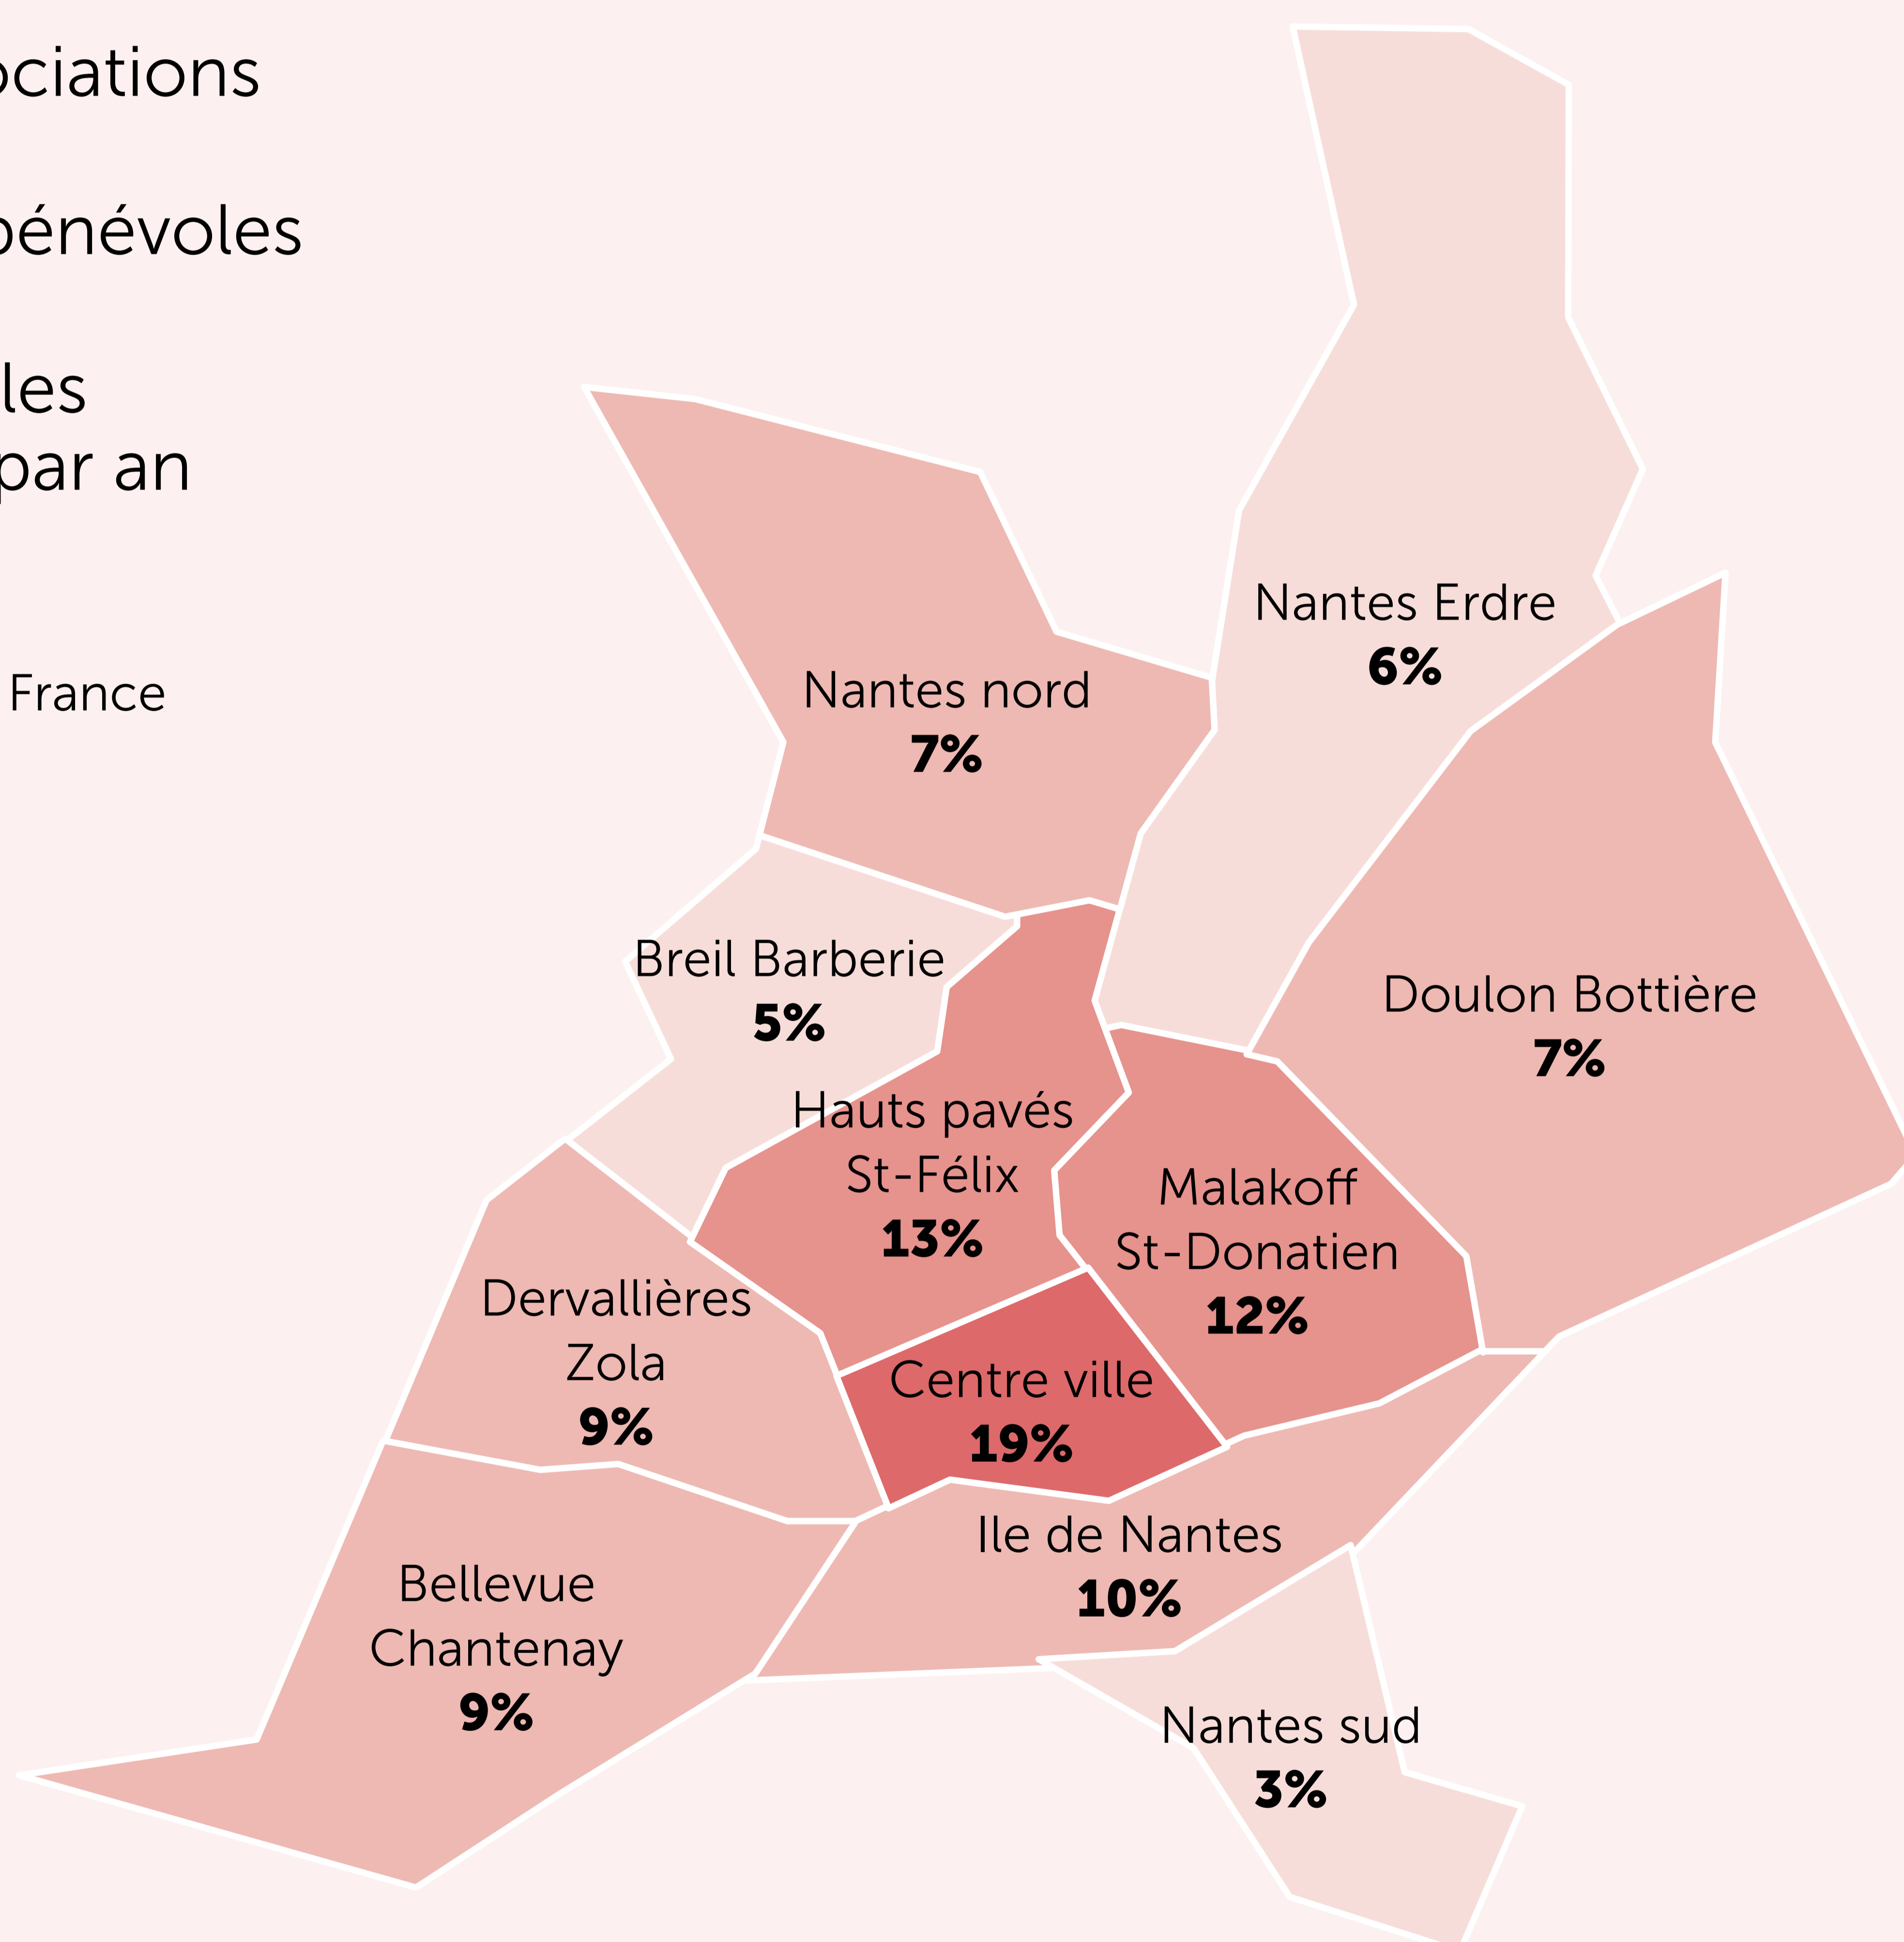 ociations
bénévoles
les
par an
France
Nantes Erdre
6%
Nantes nord
7%
Breil Barberie
5%
Doulon Bottière
7%
Hauts pavés
St-Félix
13%
Malakoff
St-Donatien
12%
Dervallières
Zola
9%
Centre ville
19%
Ile de Nantes
10%
Bellevue
Chantenay
9%
Nantes sud
3%